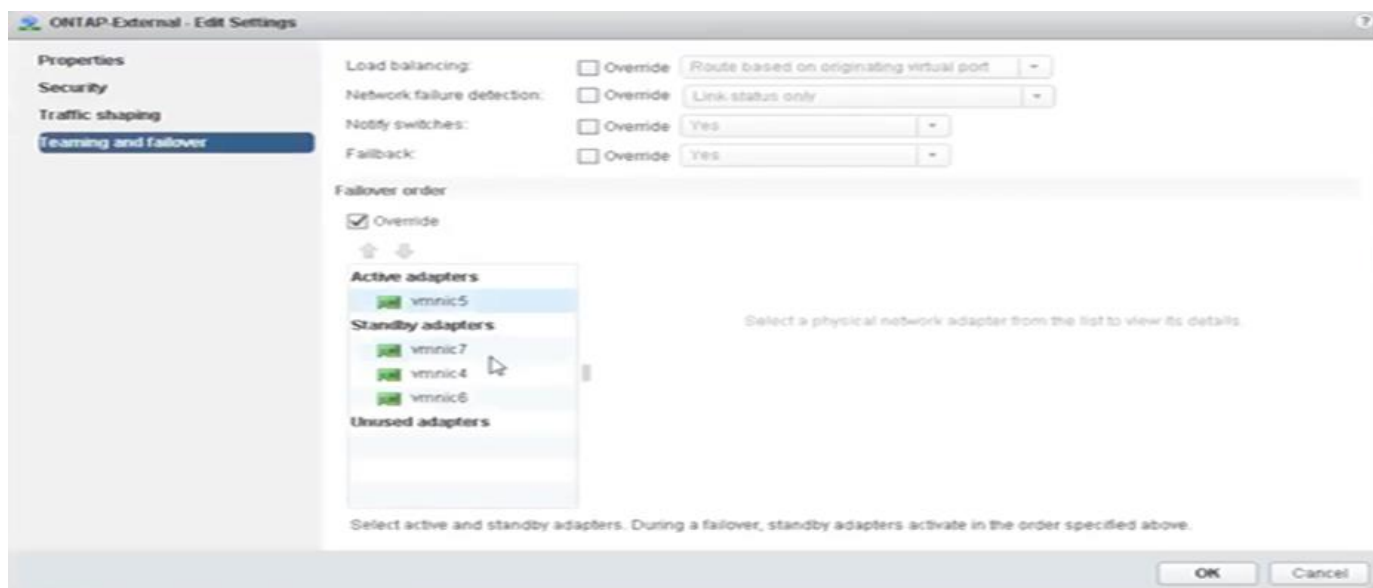 ONTAP-External - Edit Settings
?
Properties
Security
Traffic shaping
Teaming and failover
Load balancing:
Override
Route based on originating virtual port
Network failure detection:
Override
Link status only
Notify switches:
Override
Yes
Failback:
Override
Yes
Failover order
Override
Active adapters
vmnic5
Standby adapters
vmnic7
vmnic4
vmnic6
Unused adapters
Select a physical network adapter from the list to view its details.
Select active and standby adapters. During a failover, standby adapters activate in the order specified above.
OK
Cancel